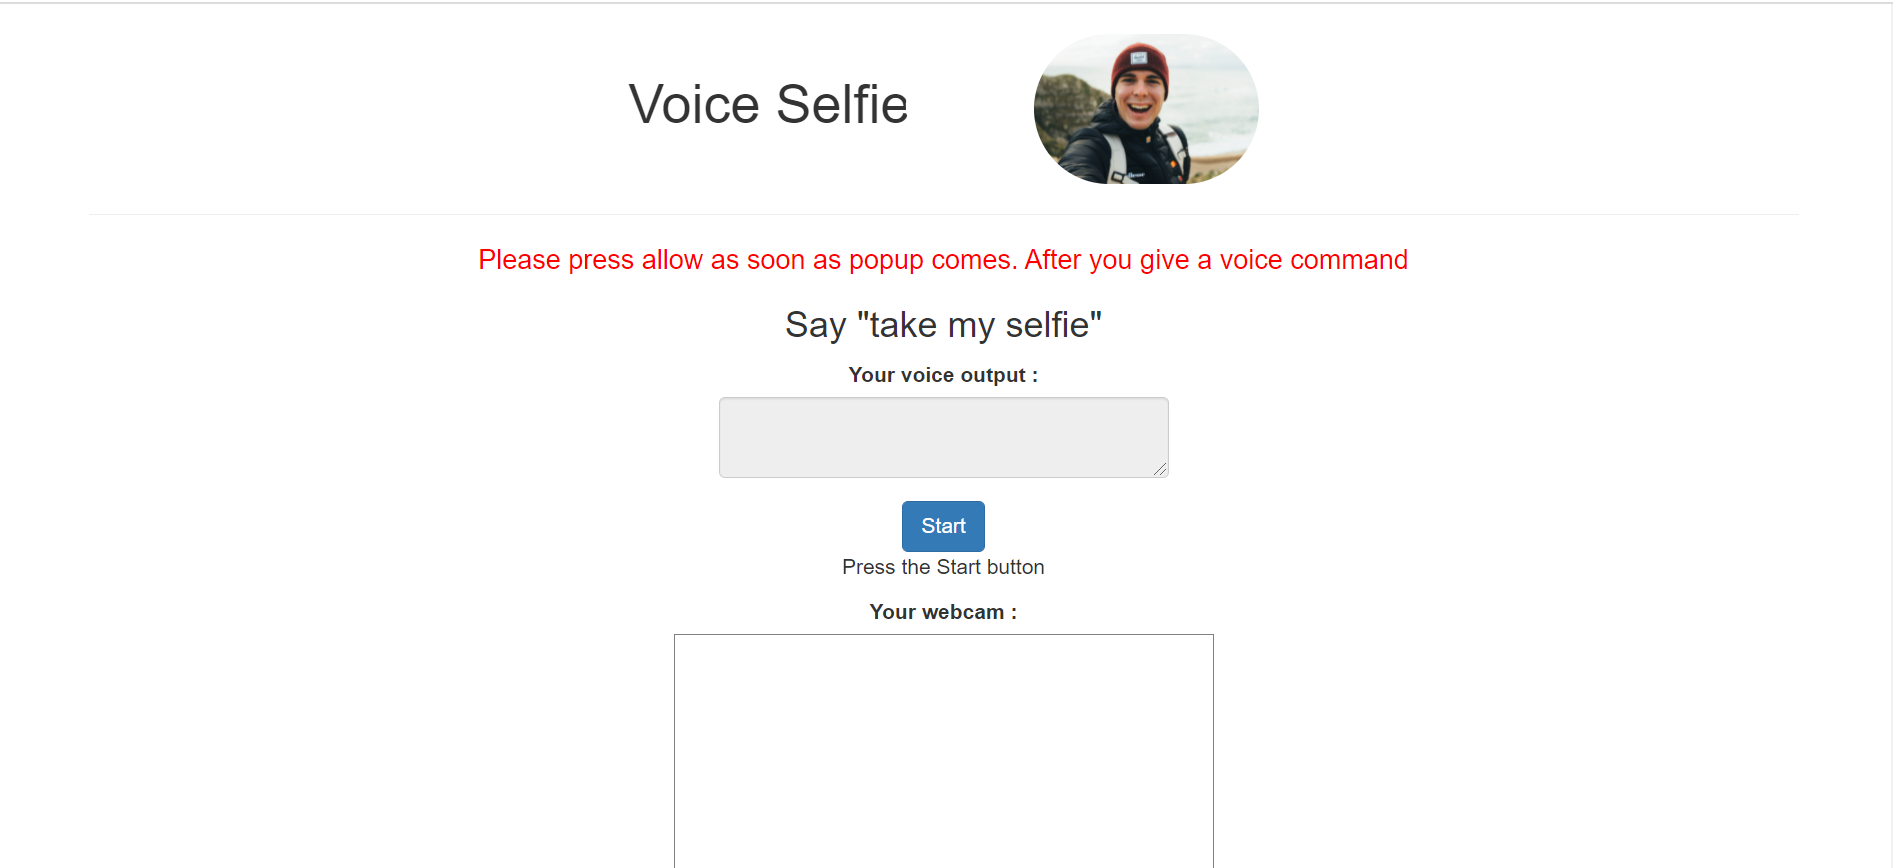 Voice Selfie
Please press allow as soon as popup comes. After you give a voice command
Say "take my selfie"
Your voice output :
Start
Press the Start button
Your webcam :